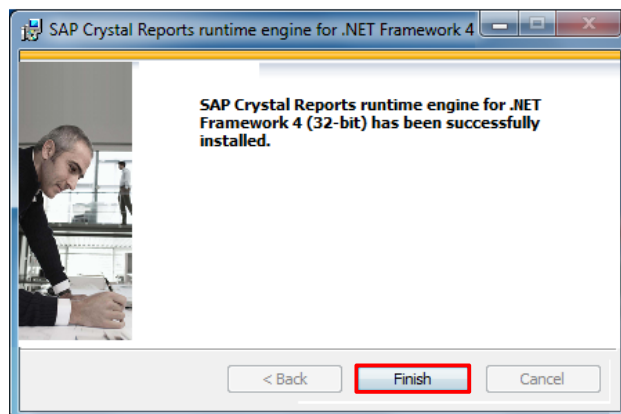 SAP Crystal Reports runtime engine for .NET Framework 4
SAP Crystal Reports runtime engine for .NET
Framework 4 (32-bit) has been successfully
installed.
< Back
Finish
Cancel